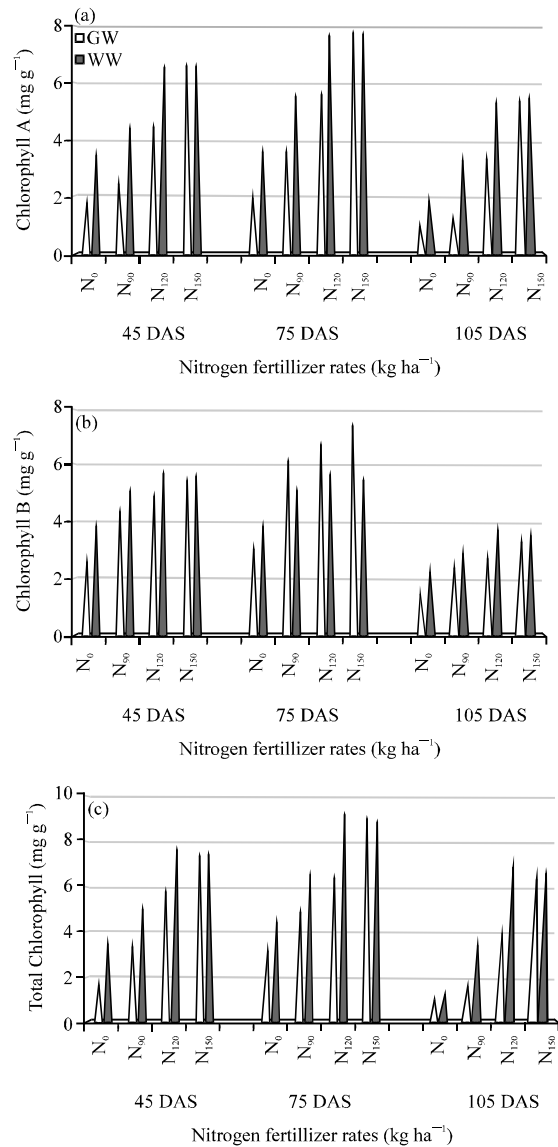 (a)
GW
WW
Chlorophyll A (mg g⁻¹)
8
6
4
2
0
N₀ N₉₀ N₁₂₀ N₁₅₀ N₀ N₉₀ N₁₂₀ N₁₅₀ N₀ N₉₀ N₁₂₀ N₁₅₀
45 DAS 75 DAS 105 DAS
Nitrogen fertillizer rates (kg ha⁻¹)
(b)
Chlorophyll B (mg g⁻¹)
8
6
4
2
0
N₀ N₉₀ N₁₂₀ N₁₅₀ N₀ N₉₀ N₁₂₀ N₁₅₀ N₀ N₉₀ N₁₂₀ N₁₅₀
45 DAS 75 DAS 105 DAS
Nitrogen fertillizer rates (kg ha⁻¹)
(c)
Total Chlorophyll (mg g⁻¹)
10
8
6
4
2
0
N₀ N₉₀ N₁₂₀ N₁₅₀ N₀ N₉₀ N₁₂₀ N₁₅₀ N₀ N₉₀ N₁₂₀ N₁₅₀
45 DAS 75 DAS 105 DAS
Nitrogen fertillizer rates (kg ha⁻¹)